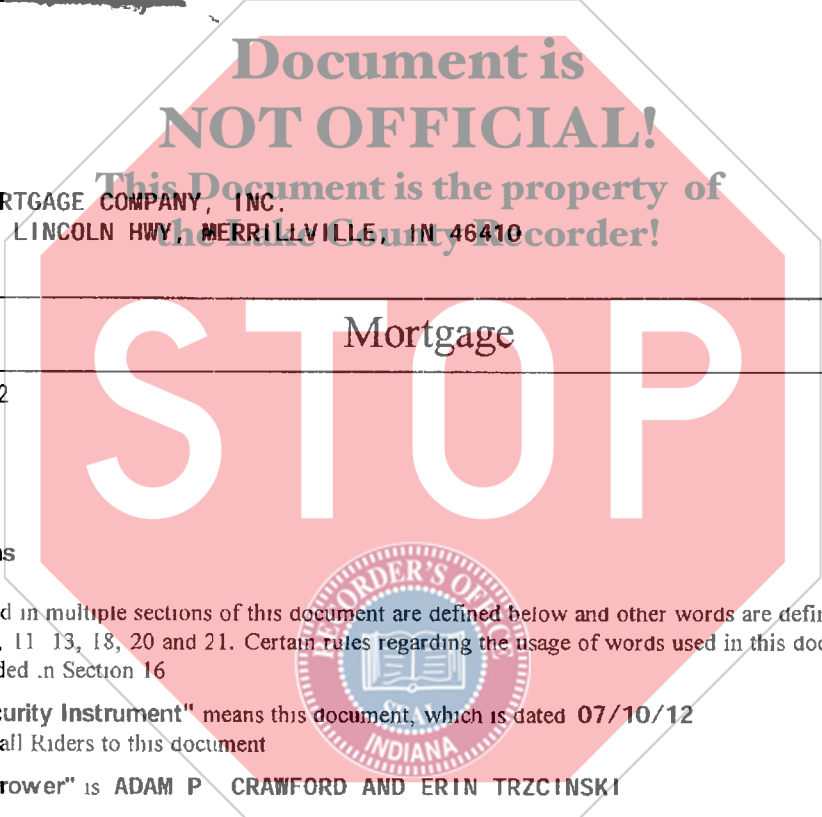 Document is
NOT OFFICIAL!
This Document is the property of
the Lake County Recorder!
RTGAGE COMPANY, INC.
LINCOLN HWY, MERRILLVILLE, IN 46410
Mortgage
2
STOP
s
d in multiple sections of this document are defined below and other words are defin
, 11 13, 18, 20 and 21. Certain rules regarding the usage of words used in this doc
ded .n Section 16
curity Instrument" means this document, which is dated 07/10/12
all Riders to this document
rower" is ADAM P CRAWFORD AND ERIN TRZCINSKI
RECORDER'S OFFICE
SEAL
INDIANA